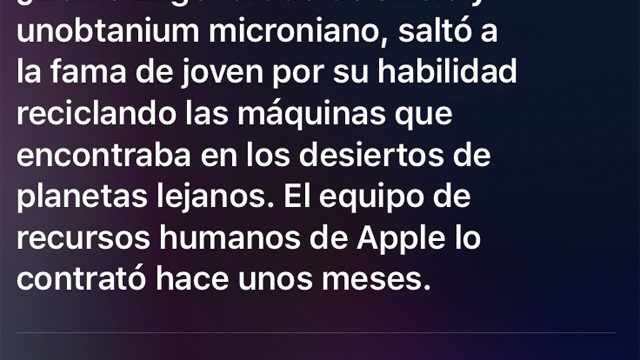 unobtanium microniano, saltó a
la fama de joven por su habilidad
reciclando las máquinas que
encontraba en los desiertos de
planetas lejanos. El equipo de
recursos humanos de Apple lo
contrató hace unos meses.